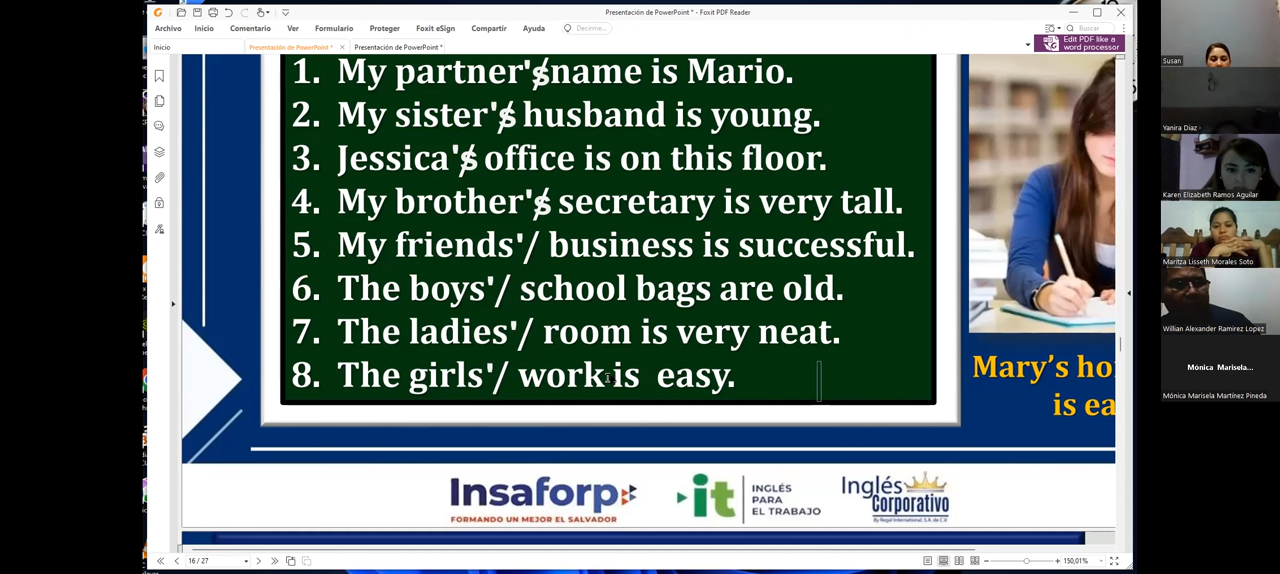 Presentación de PowerPoint * - Foxit PDF Reader
Archivo Inicio Comentario Ver Formulario Proteger Foxit eSign Compartir Ayuda Decirme... Buscar
Inicio Presentación de PowerPoint * Presentación de PowerPoint *
Edit PDF like a word processor
1. My partner's/name is Mario.
2. My sister's/ husband is young.
3. Jessica's/ office is on this floor.
4. My brother's/ secretary is very tall.
5. My friends'/ business is successful.
6. The boys'/ school bags are old.
7. The ladies'/ room is very neat.
8. The girls'/ work is easy.
Mary's ho
is ea
Insaforp
FORMANDO UN MEJOR EL SALVADOR
it
INGLÉS
PARA
EL TRABAJO
Inglés
Corporativo
By Regal International, S.A. de C.V.
16 / 27
150,01%
Susan
Yanira Diaz
Karen Elizabeth Ramos Aguilar
Maritza Lisseth Morales Soto
Willian Alexander Ramirez Lopez
Mónica Marisela...
Mónica Marisela Martínez Pineda